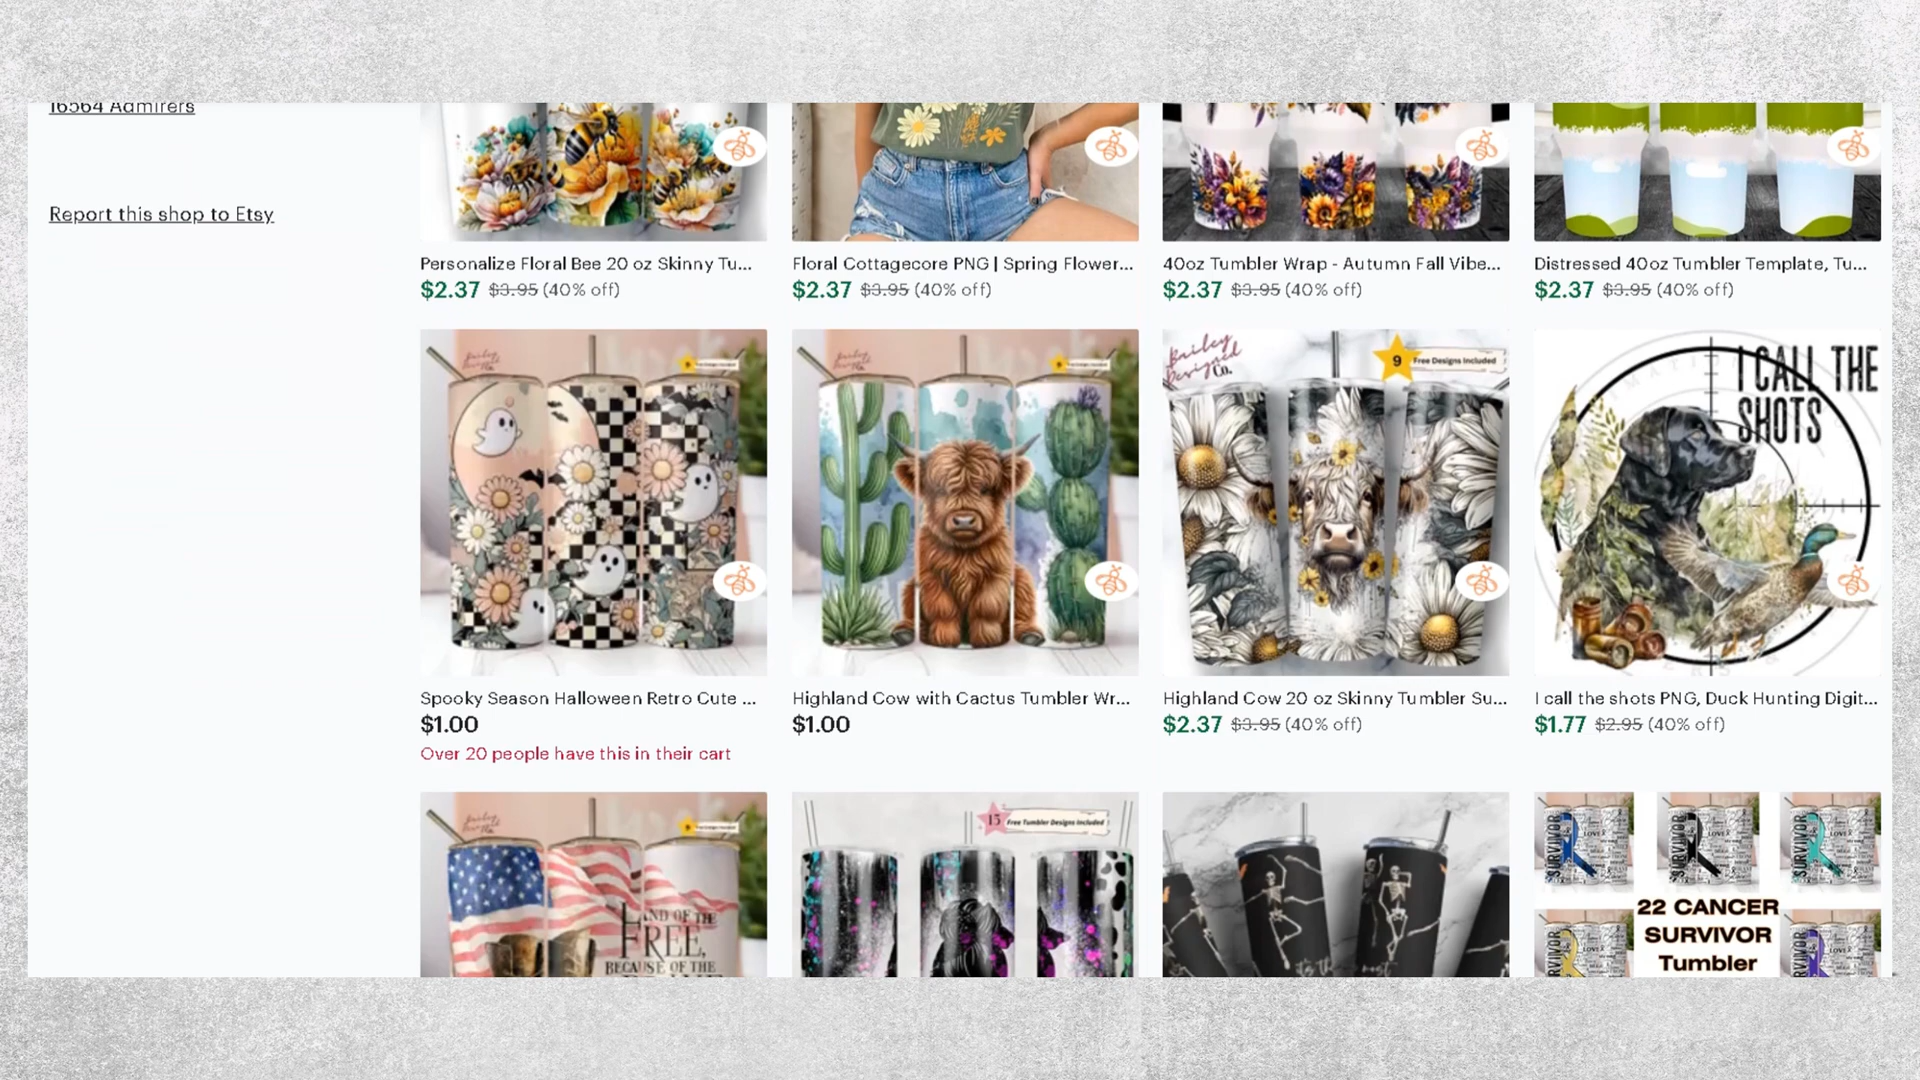 16564 Admirers
Report this shop to Etsy
Personalize Floral Bee 20 oz Skinny Tu...
$2.37 $3.95 (40% off)
Floral Cottagecore PNG | Spring Flower...
$2.37 $3.95 (40% off)
40oz Tumbler Wrap - Autumn Fall Vibe...
$2.37 $3.95 (40% off)
Distressed 40oz Tumbler Template, Tu...
$2.37 $3.95 (40% off)
Bailey
Designed
Co.
9
Free Designs Included
I CALL THE
SHOTS
Spooky Season Halloween Retro Cute ...
$1.00
Over 20 people have this in their cart
Highland Cow with Cactus Tumbler Wr...
$1.00
Highland Cow 20 oz Skinny Tumbler Su...
$2.37 $3.95 (40% off)
I call the shots PNG, Duck Hunting Digit...
$1.77 $2.95 (40% off)
LAND OF THE
FREE,
BECAUSE OF THE
15
Free Tumbler Designs Included
SURVIVOR
SURVIVOR
SURVIVOR
22 CANCER
SURVIVOR
Tumbler